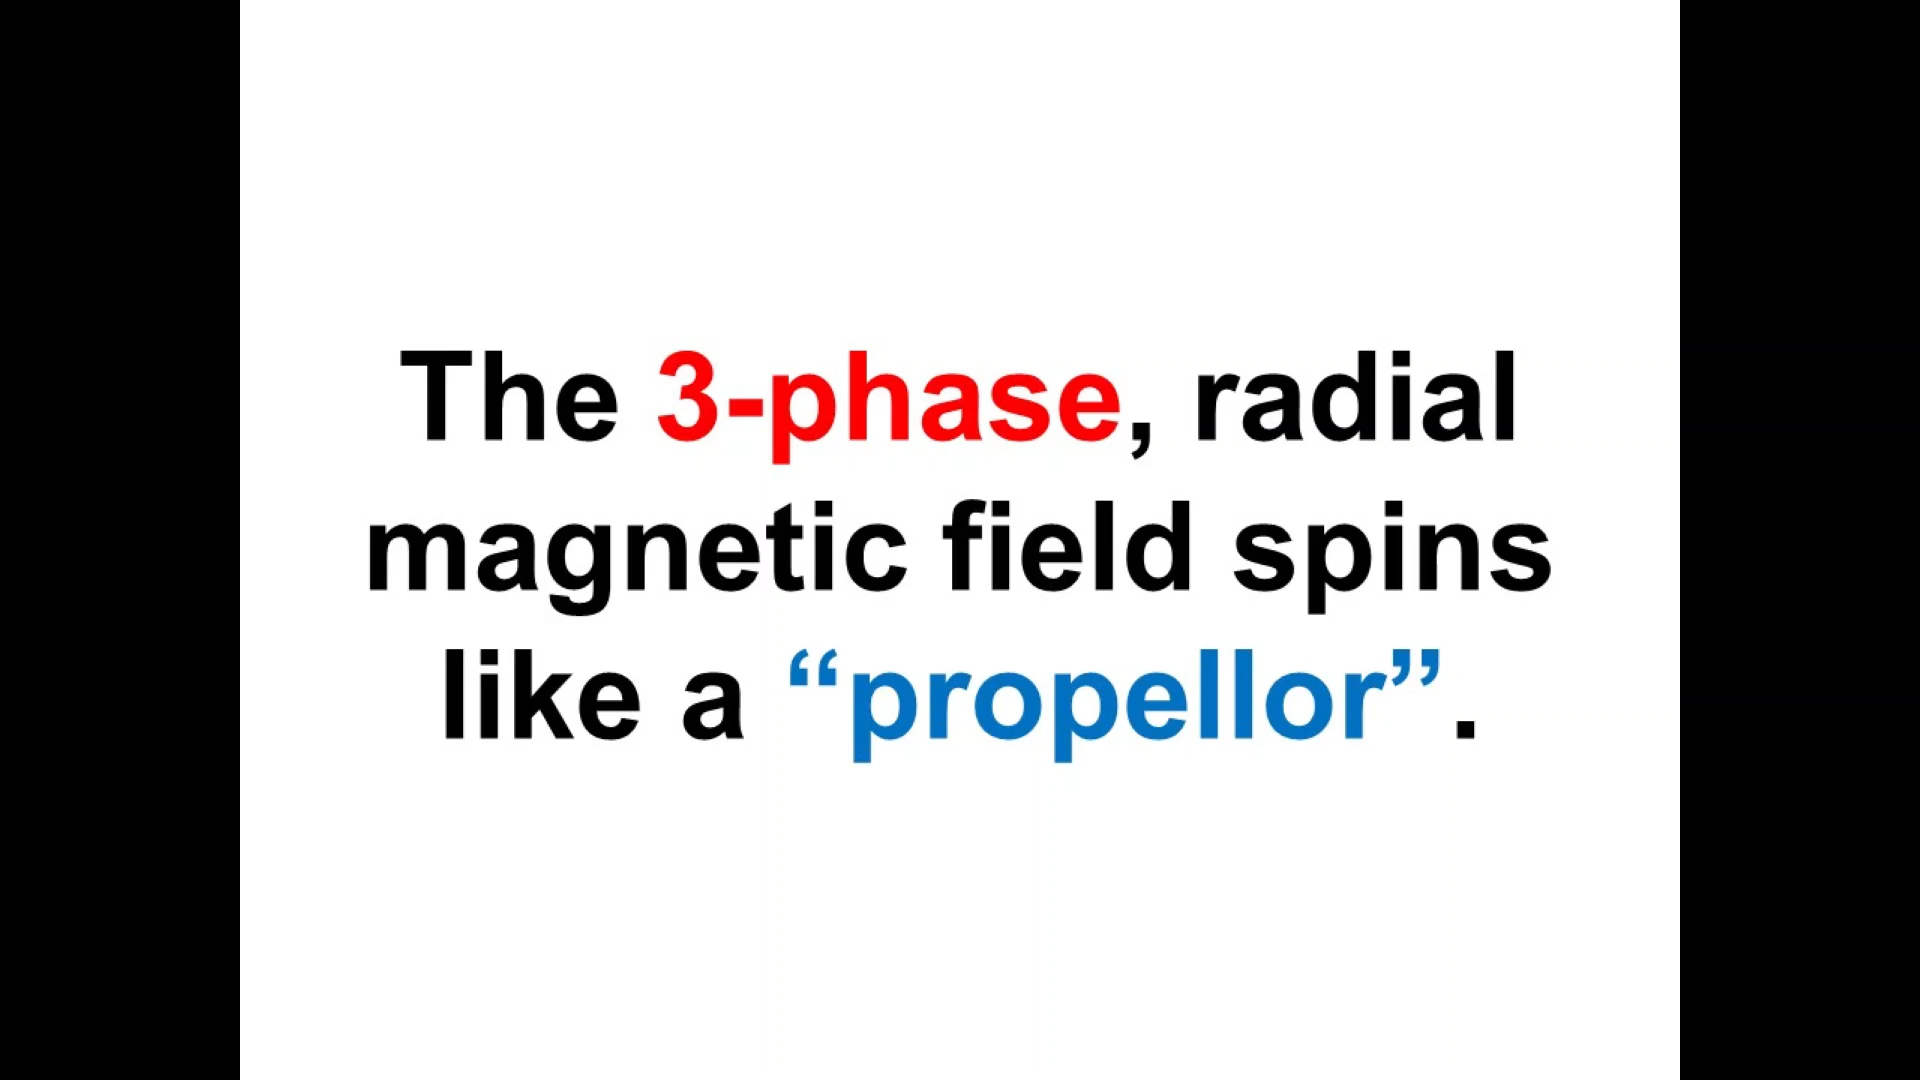 The 3-phase, radial
magnetic field spins
like a “propellor”.